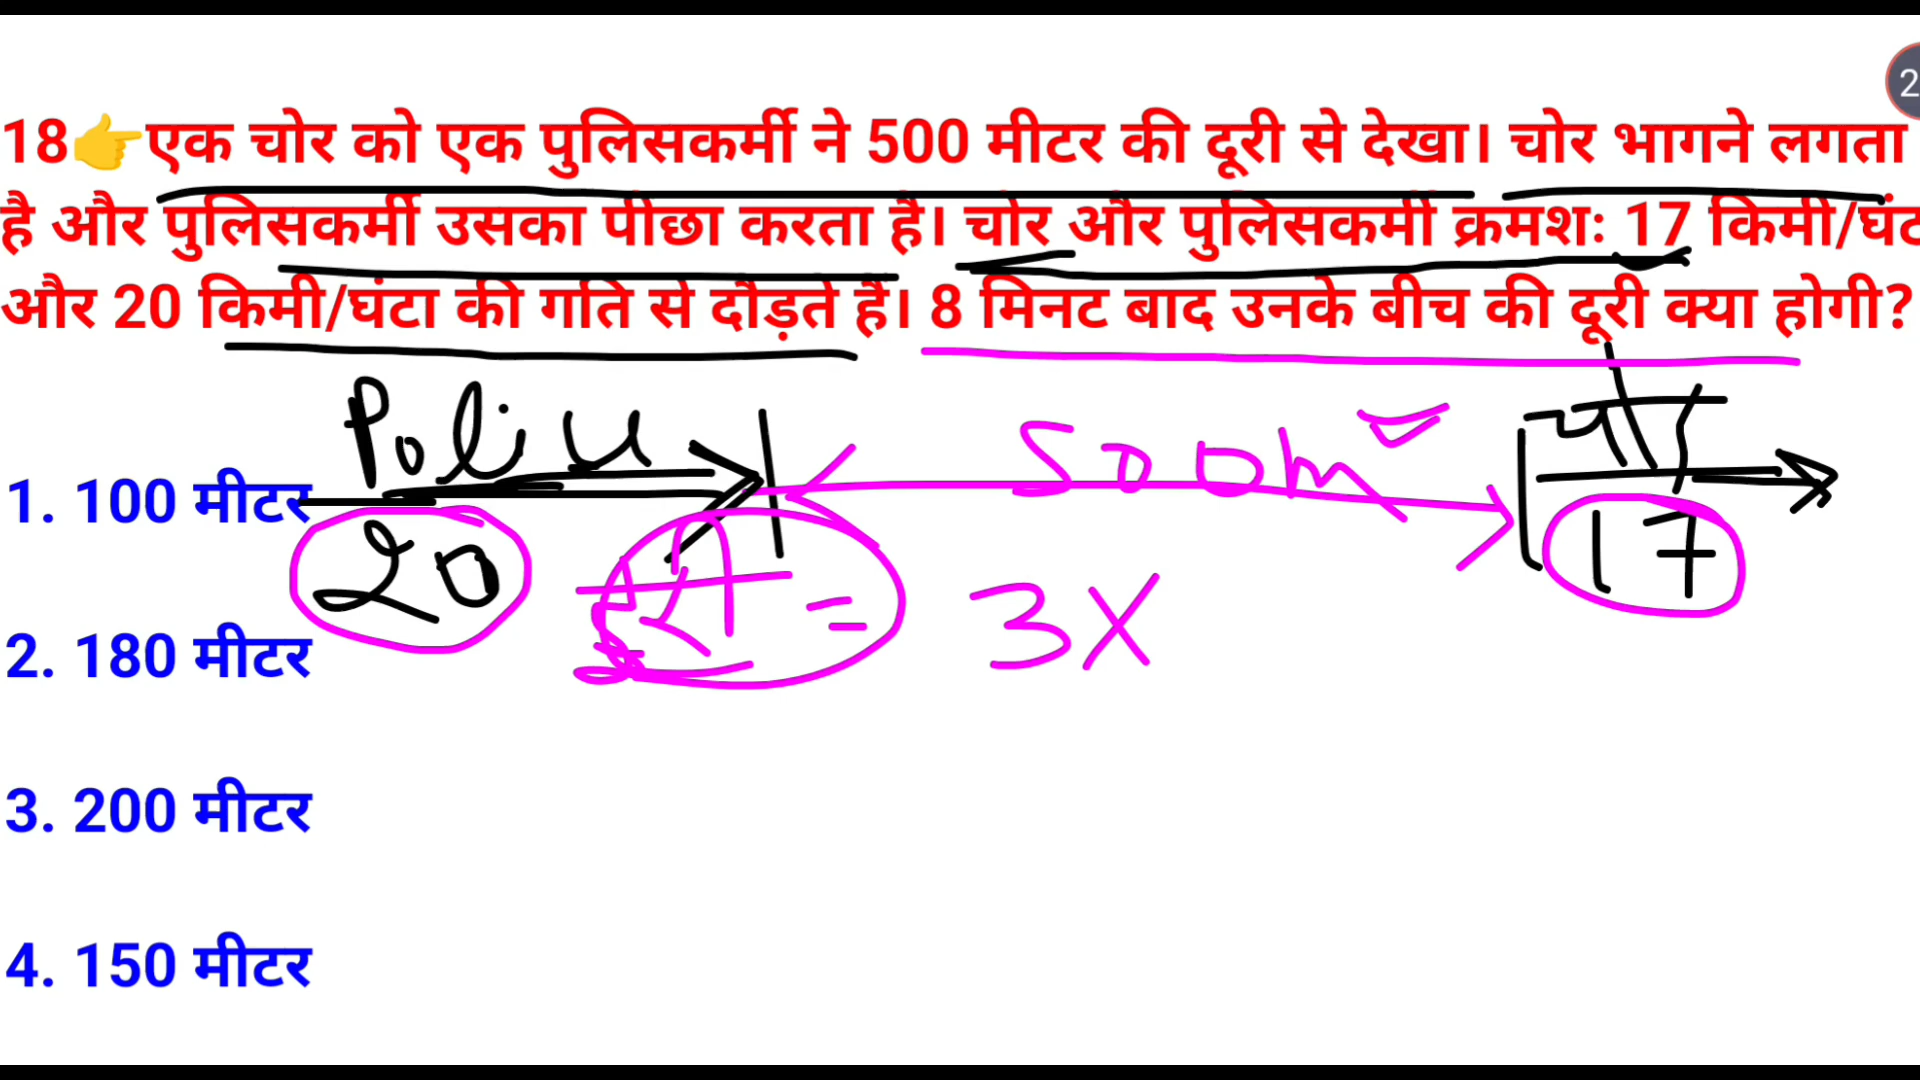 2
18👉एक चोर को एक पुलिसकर्मी ने 500 मीटर की दूरी से देखा। चोर भागने लगता
है और पुलिसकर्मी उसका पीछा करता है। चोर और पुलिसकर्मी क्रमशः 17 किमी/घंट
और 20 किमी/घंटा की गति से दौड़ते हैं। 8 मिनट बाद उनके बीच की दूरी क्या होगी?
500m
1. 100 मीटर
20
17
= 3X
2. 180 मीटर
3. 200 मीटर
4. 150 मीटर